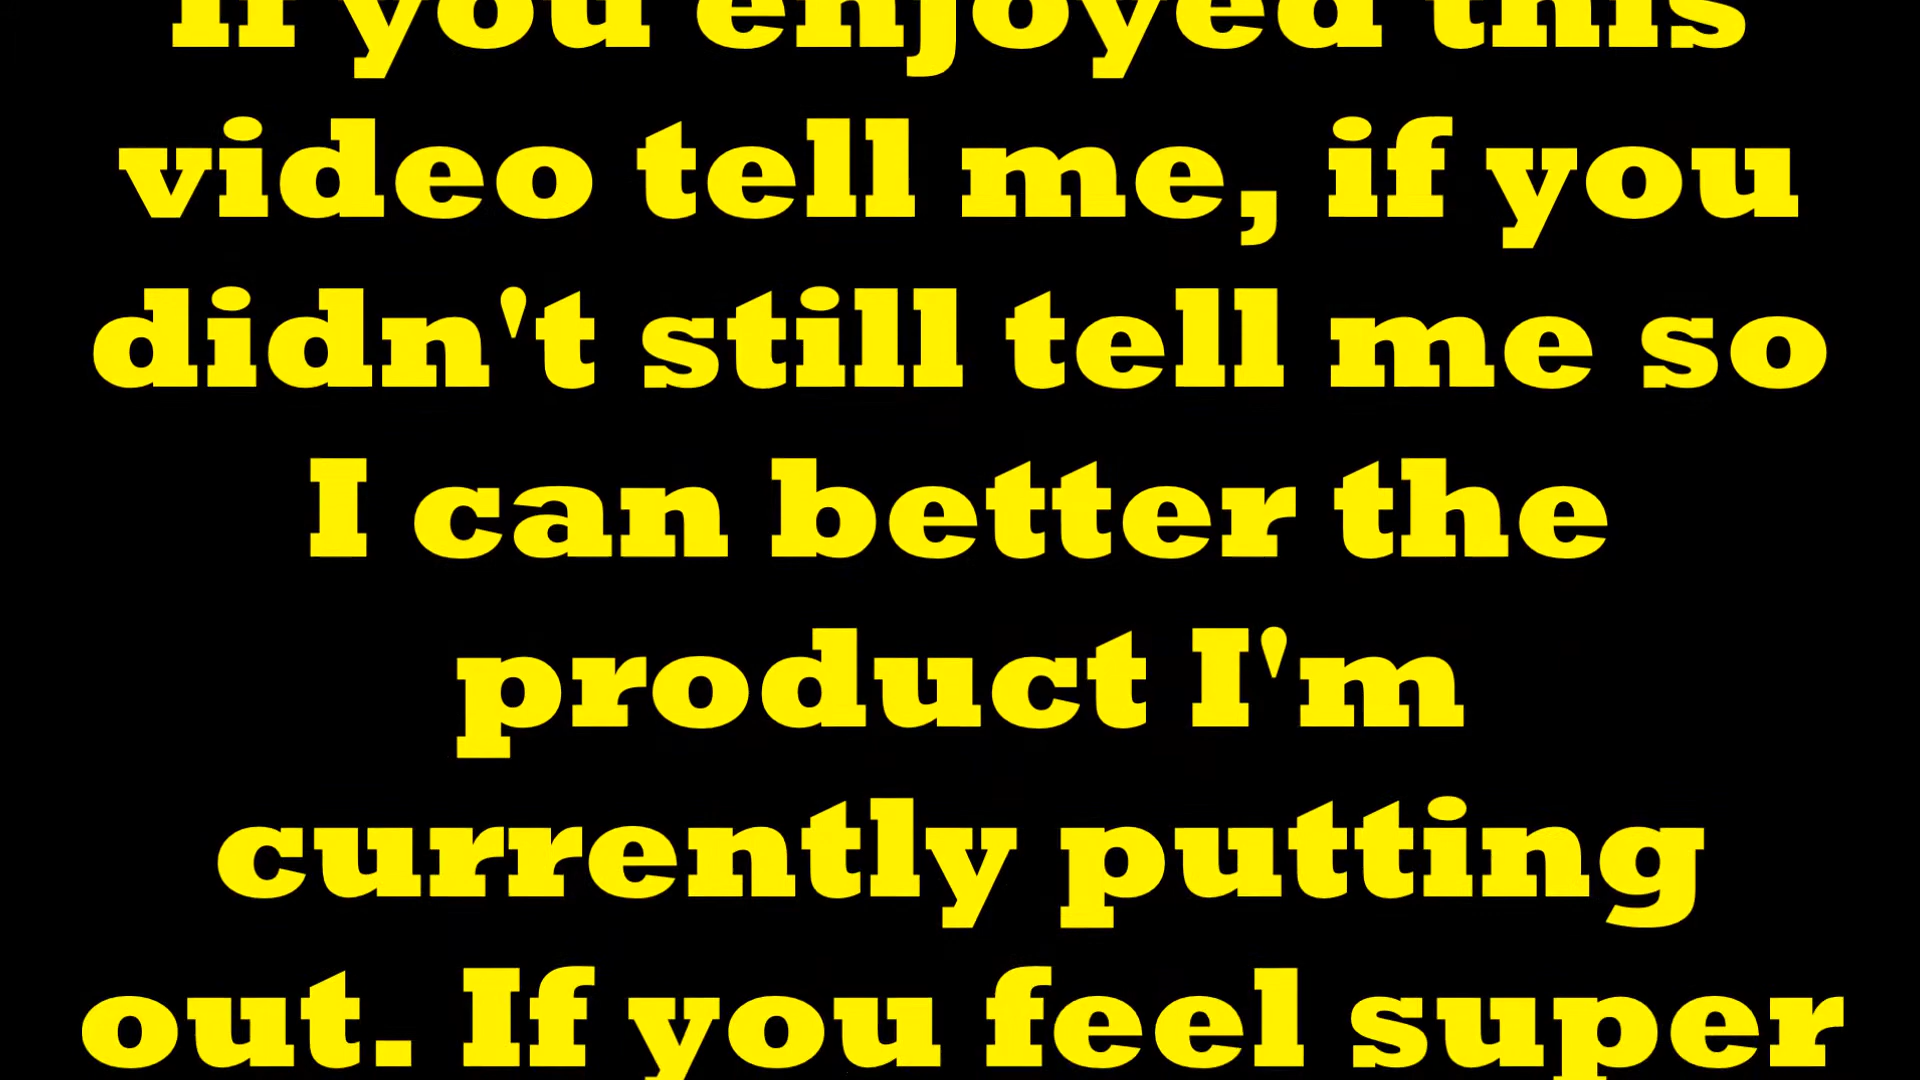 If you enjoyed this
video tell me, if you
didn't still tell me so
I can better the
product I'm
currently putting
out. If you feel super